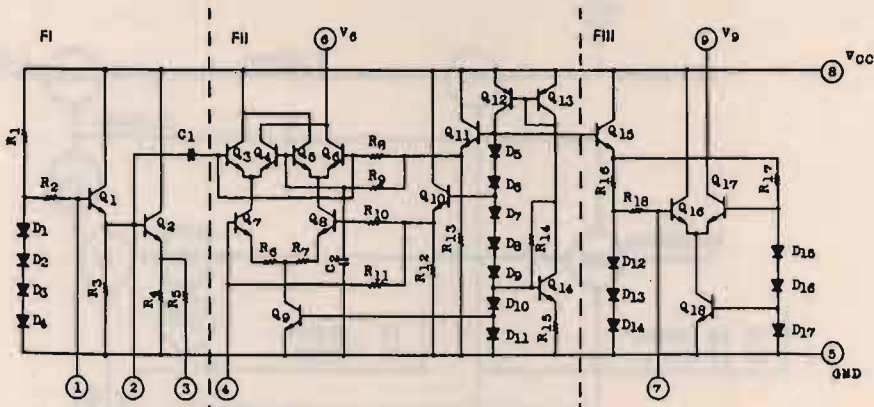 FI
FII
FIII
6 V6
9 V9
8 VCC
5 GND
1
2
3
4
7
R1
R2
Q1
Q2
D1
D2
D3
D4
R3
R4
R5
C1
Q3
Q4
Q5
Q6
Q7
Q8
R6
R7
Q9
C2
R8
R9
R10
R11
R12
Q10
Q11
R13
Q12
Q13
D5
D6
D7
D8
D9
D10
D11
R14
Q14
R15
Q15
R16
R18
D12
D13
D14
Q16
Q17
R17
Q18
D15
D16
D17